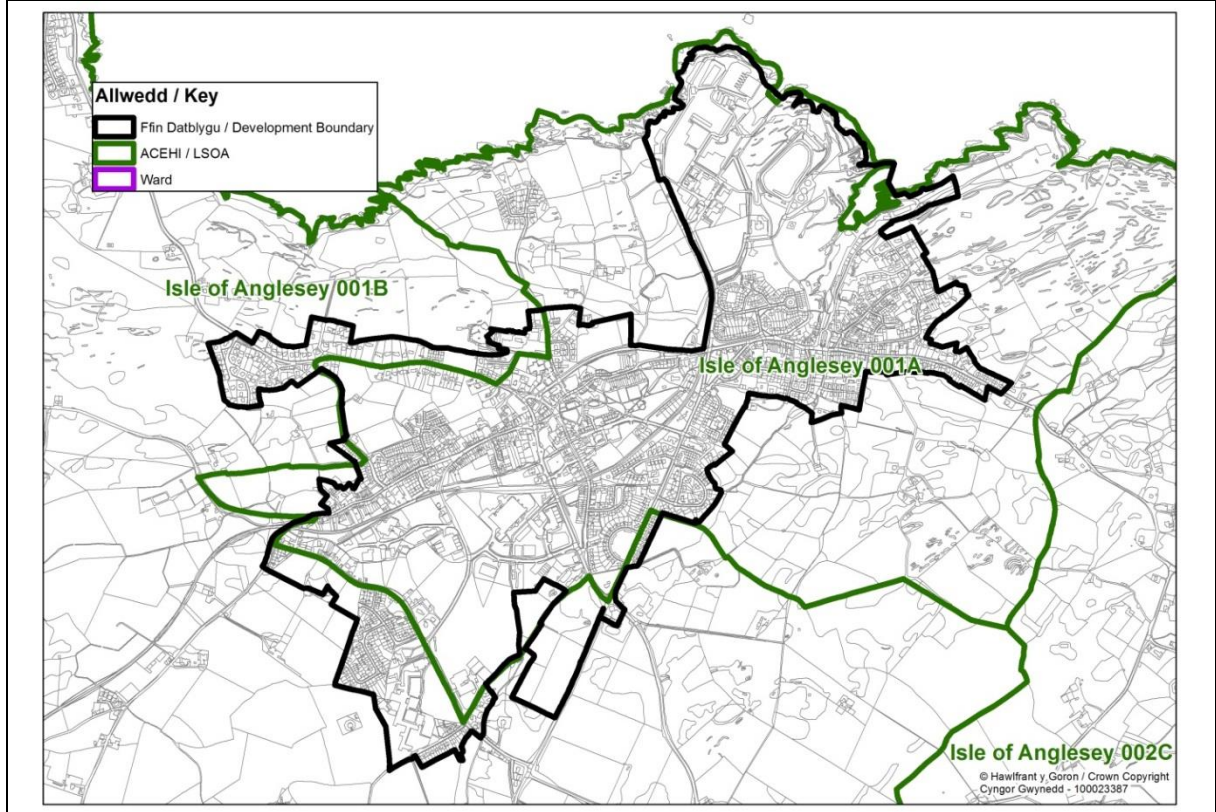 Allwedd / Key
Ffin Datblygu / Development Boundary
ACEHI / LSOA
Ward
Isle of Anglesey 001B
Isle of Anglesey 001A
Isle of Anglesey 002C
© Hawlfrant y Goron / Crown Copyright
Cyngor Gwynedd - 100023387